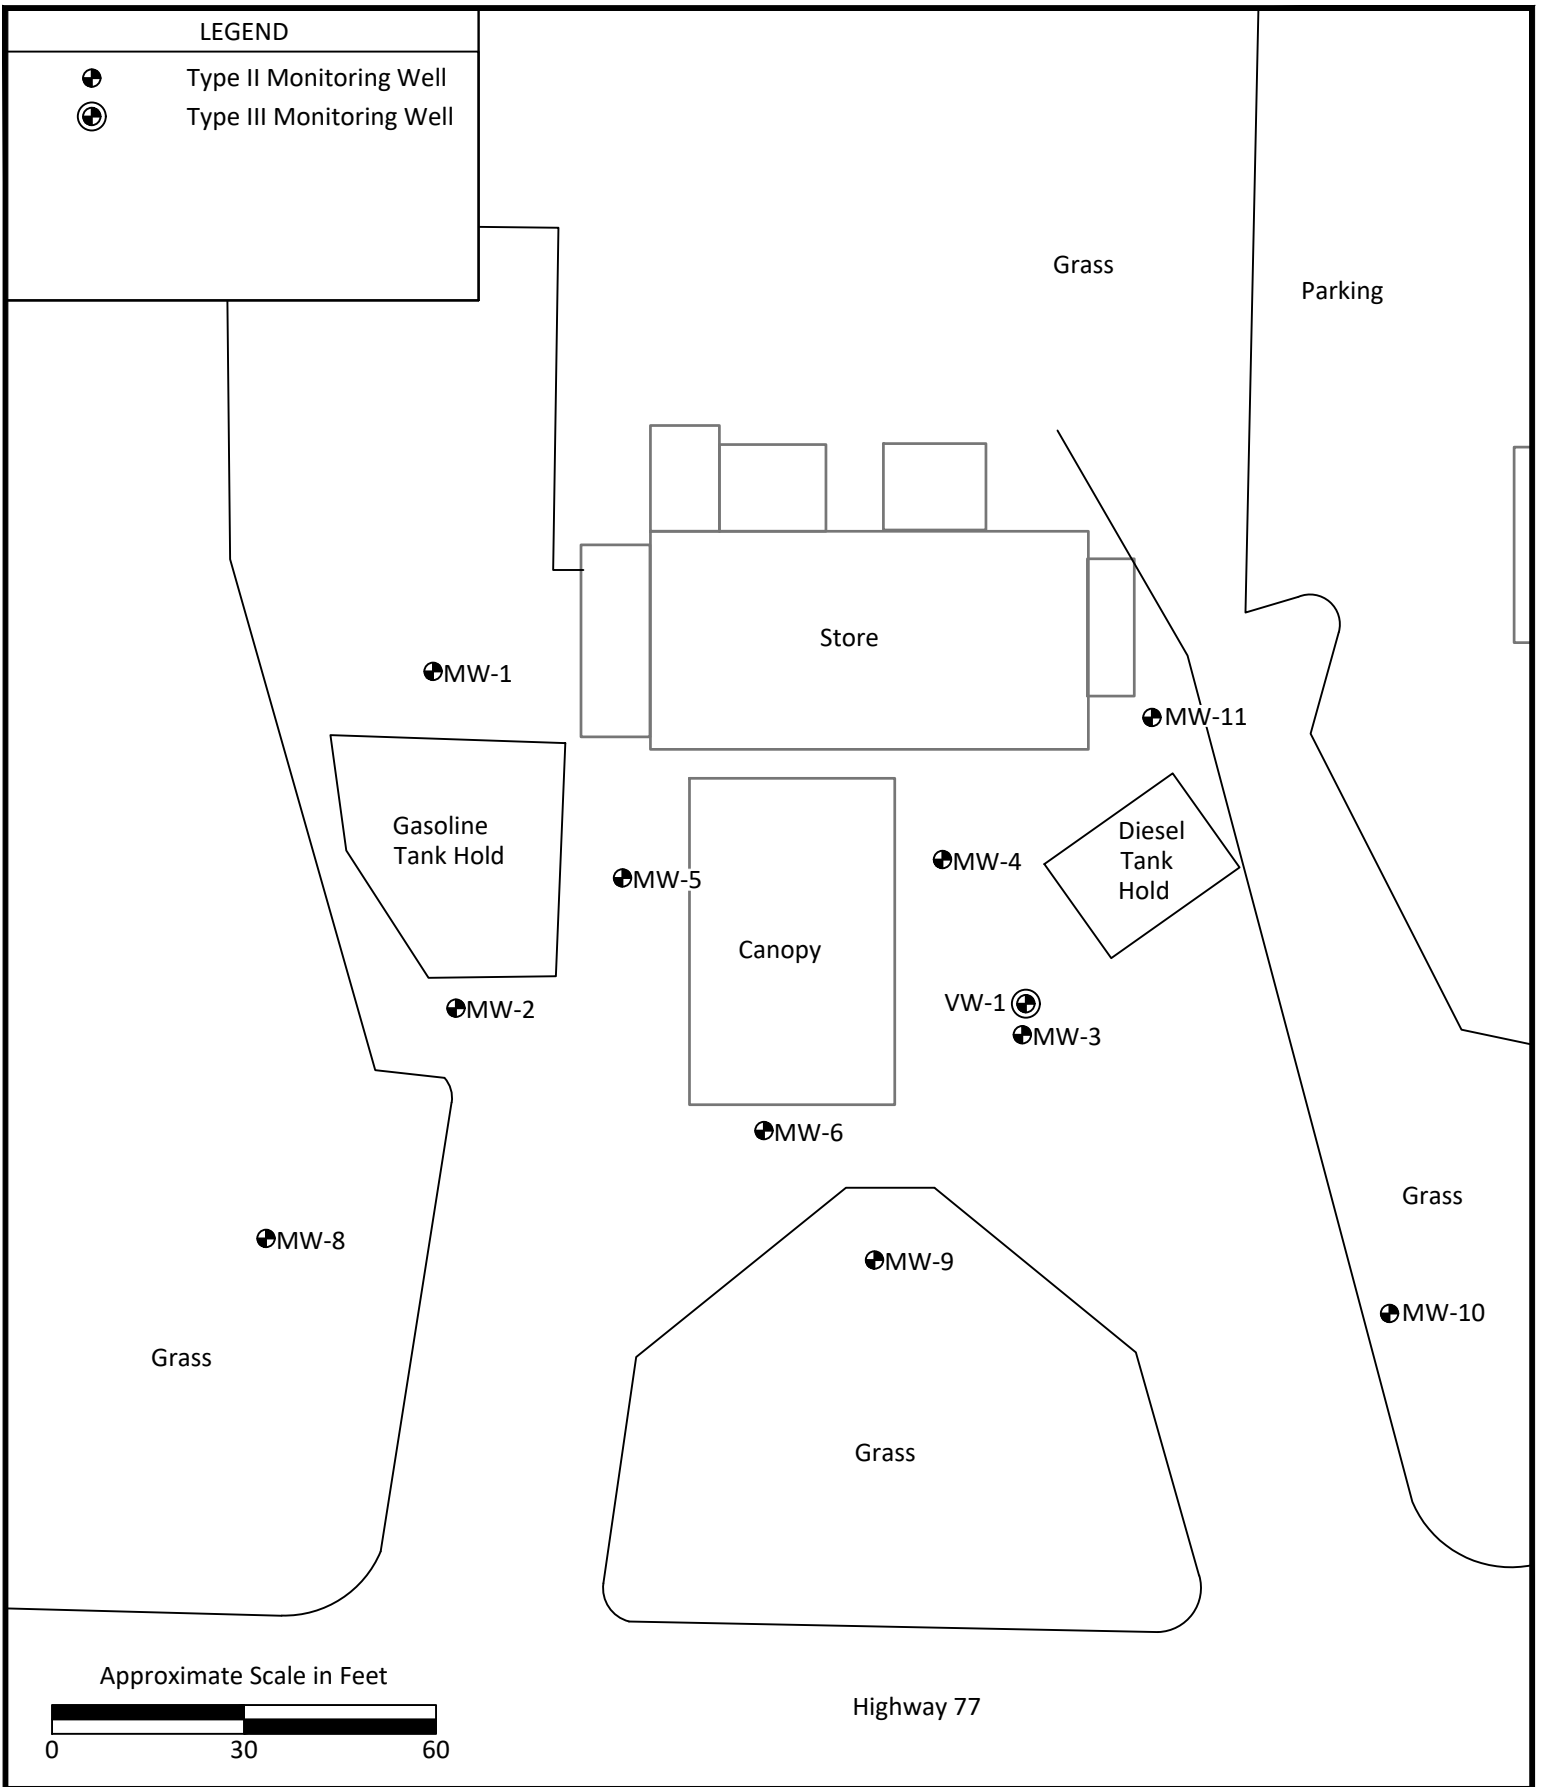 LEGEND
Type II Monitoring Well
Type III Monitoring Well
Grass
Parking
Store
MW-1
MW-11
Gasoline
Tank Hold
Diesel
Tank
Hold
MW-4
MW-5
Canopy
VW-1
MW-2
MW-3
MW-6
Grass
MW-8
MW-9
MW-10
Grass
Grass
Approximate Scale in Feet
Highway 77
0 30 60